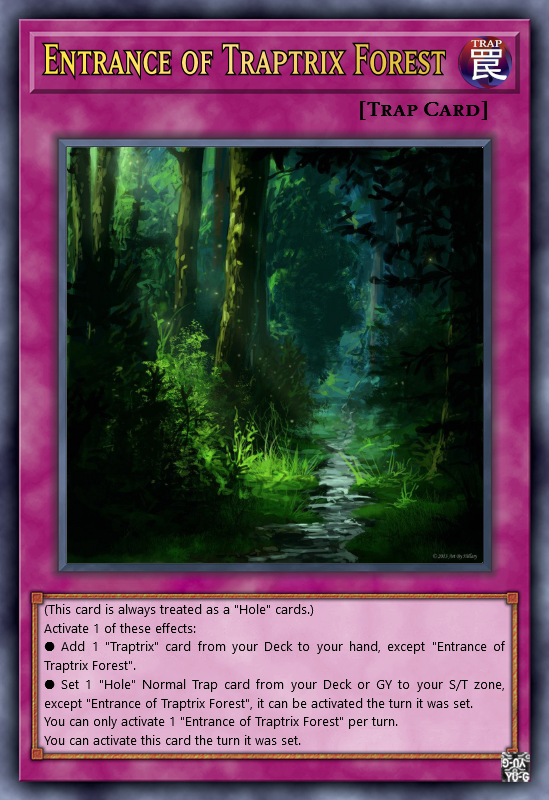 Entrance of Traptrix Forest
TRAP
罠
[Trap Card]
(This card is always treated as a "Hole" cards.)
Activate 1 of these effects:
● Add 1 "Traptrix" card from your Deck to your hand, except "Entrance of
Traptrix Forest".
● Set 1 "Hole" Normal Trap card from your Deck or GY to your S/T zone,
except "Entrance of Traptrix Forest", it can be activated the turn it was set.
You can only activate 1 "Entrance of Traptrix Forest" per turn.
You can activate this card the turn it was set.